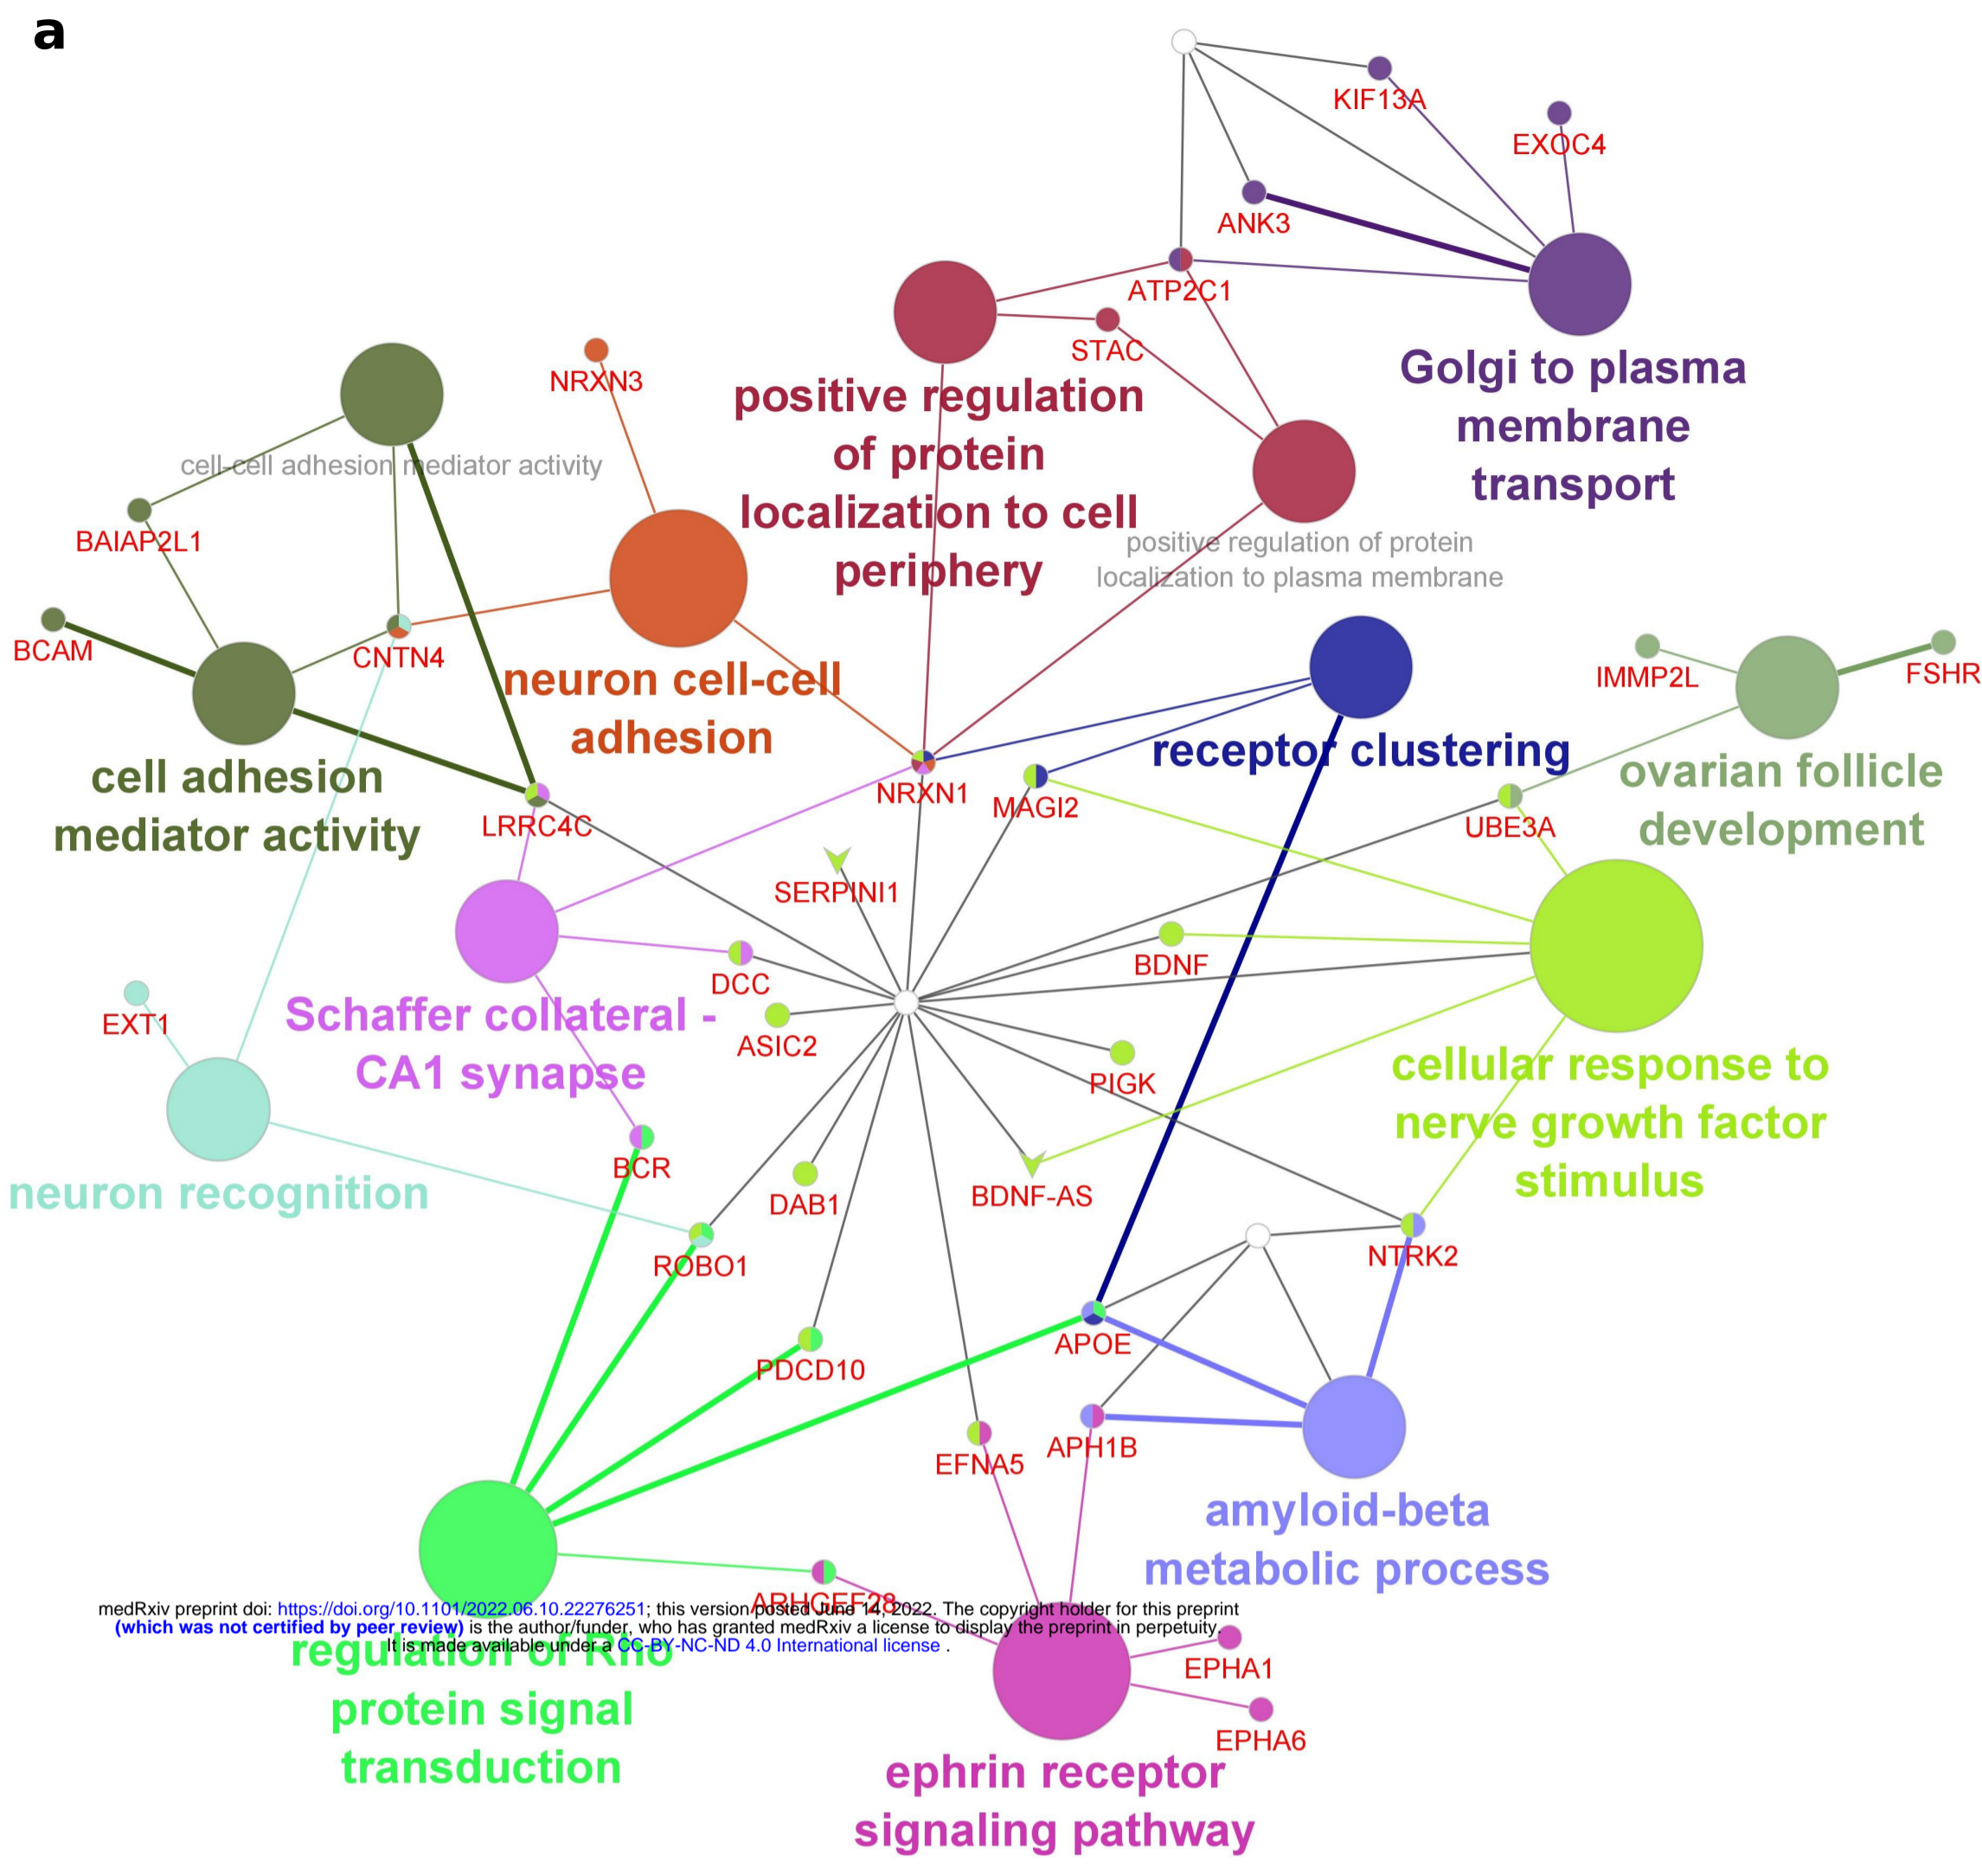 a
KIF13A
EXOC4
ANK3
ATP2C1
STAC
Golgi to plasma
membrane
transport
NRXN3
positive regulation
of protein
localization to cell
periphery
cell-cell adhesion mediator activity
BAIAP2L1
positive regulation of protein
localization to plasma membrane
BCAM
CNTN4
neuron cell-cell
adhesion
IMMP2L
FSHR
receptor clustering
ovarian follicle
development
cell adhesion
mediator activity
NRXN1
MAGI2
LRRC4C
UBE3A
SERPINI1
BDNF
DCC
EXT1
Schaffer collateral -
CA1 synapse
ASIC2
PIGK
cellular response to
nerve growth factor
stimulus
BCR
neuron recognition
DAB1
BDNF-AS
ROBO1
NTRK2
APOE
PDCD10
EFNA5
APH1B
amyloid-beta
metabolic process
ARHGEF28
medRxiv preprint doi: https://doi.org/10.1101/2022.06.10.22276251; this version posted June 14, 2022. The copyright holder for this preprint
(which was not certified by peer review) is the author/funder, who has granted medRxiv a license to display the preprint in perpetuity.
It is made available under a CC-BY-NC-ND 4.0 International license .
regulation of Rho
protein signal
transduction
EPHA1
EPHA6
ephrin receptor
signaling pathway